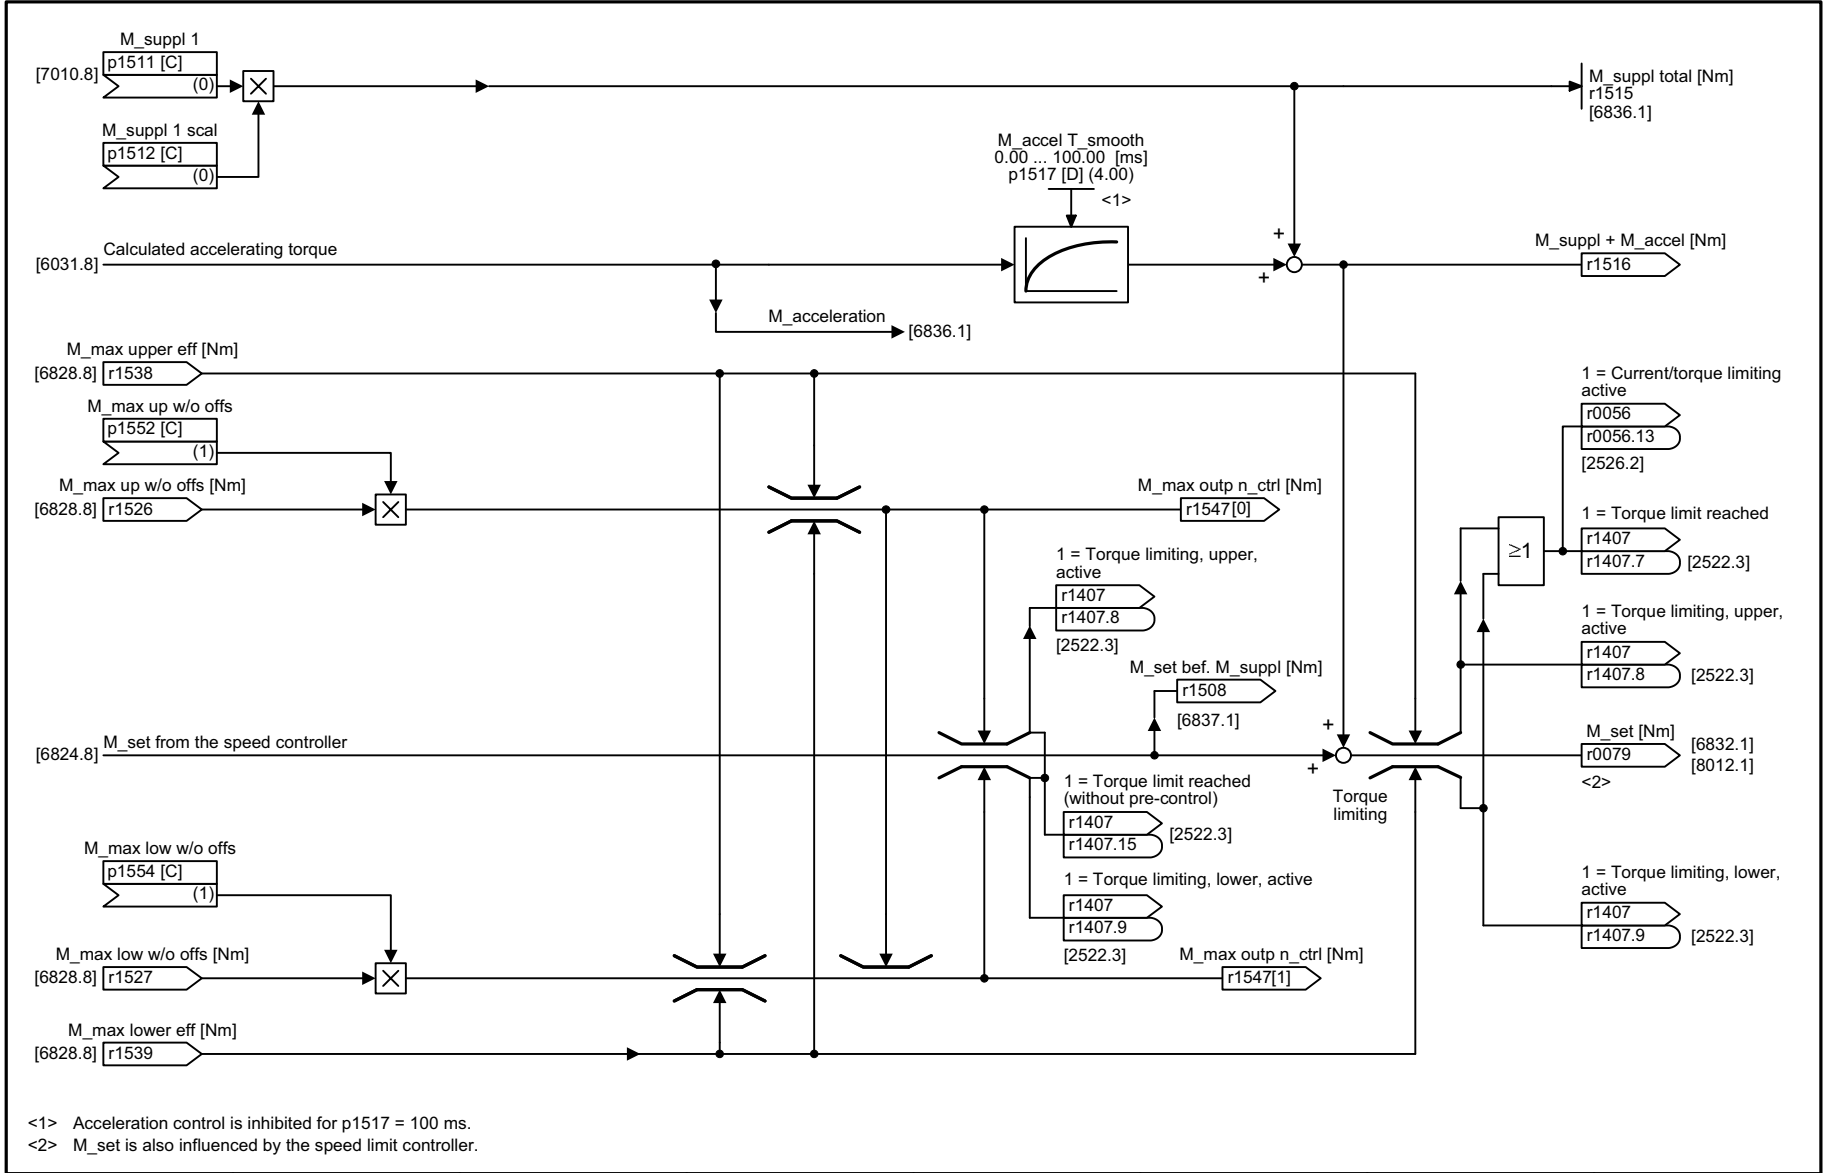 M_suppl 1
[7010.8]
p1511 [C]
(0)
M_suppl 1 scal
p1512 [C]
(0)
M_suppl total [Nm]
r1515
[6836.1]
M_accel T_smooth
0.00 ... 100.00 [ms]
p1517 [D] (4.00)
<1>
[6031.8]
Calculated accelerating torque
+
+
M_suppl + M_accel [Nm]
r1516
M_acceleration
[6836.1]
M_max upper eff [Nm]
[6828.8]
r1538
M_max up w/o offs
p1552 [C]
(1)
M_max up w/o offs [Nm]
[6828.8]
r1526
M_max outp n_ctrl [Nm]
r1547[0]
1 = Current/torque limiting
active
r0056
r0056.13
[2526.2]
≥1
1 = Torque limit reached
r1407
r1407.7
[2522.3]
1 = Torque limiting, upper,
active
r1407
r1407.8
[2522.3]
1 = Torque limiting, upper,
active
r1407
r1407.8
[2522.3]
M_set bef. M_suppl [Nm]
r1508
[6837.1]
[6824.8]
M_set from the speed controller
+
+
Torque
limiting
M_set [Nm]
r0079
<2>
[6832.1]
[8012.1]
1 = Torque limit reached
(without pre-control)
r1407
r1407.15
[2522.3]
1 = Torque limiting, lower, active
r1407
r1407.9
[2522.3]
1 = Torque limiting, lower,
active
r1407
r1407.9
[2522.3]
M_max low w/o offs
p1554 [C]
(1)
M_max low w/o offs [Nm]
[6828.8]
r1527
M_max outp n_ctrl [Nm]
r1547[1]
M_max lower eff [Nm]
[6828.8]
r1539
<1> Acceleration control is inhibited for p1517 = 100 ms.
<2> M_set is also influenced by the speed limit controller.